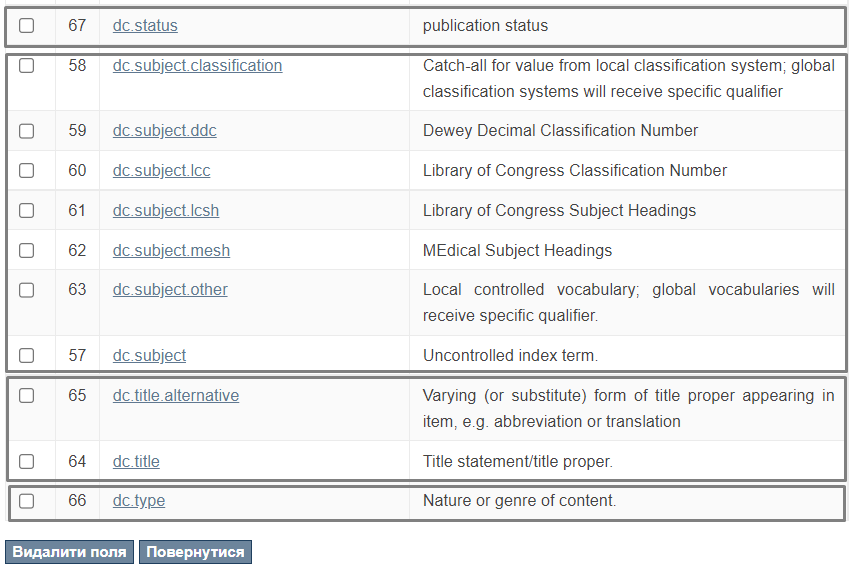 67 dc.status publication status
58 dc.subject.classification Catch-all for value from local classification system; global
classification systems will receive specific qualifier
59 dc.subject.ddc Dewey Decimal Classification Number
60 dc.subject.lcc Library of Congress Classification Number
61 dc.subject.lcsh Library of Congress Subject Headings
62 dc.subject.mesh MEdical Subject Headings
63 dc.subject.other Local controlled vocabulary; global vocabularies will
receive specific qualifier.
57 dc.subject Uncontrolled index term.
65 dc.title.alternative Varying (or substitute) form of title proper appearing in
item, e.g. abbreviation or translation
64 dc.title Title statement/title proper.
66 dc.type Nature or genre of content.
Видалити поля Повернутися